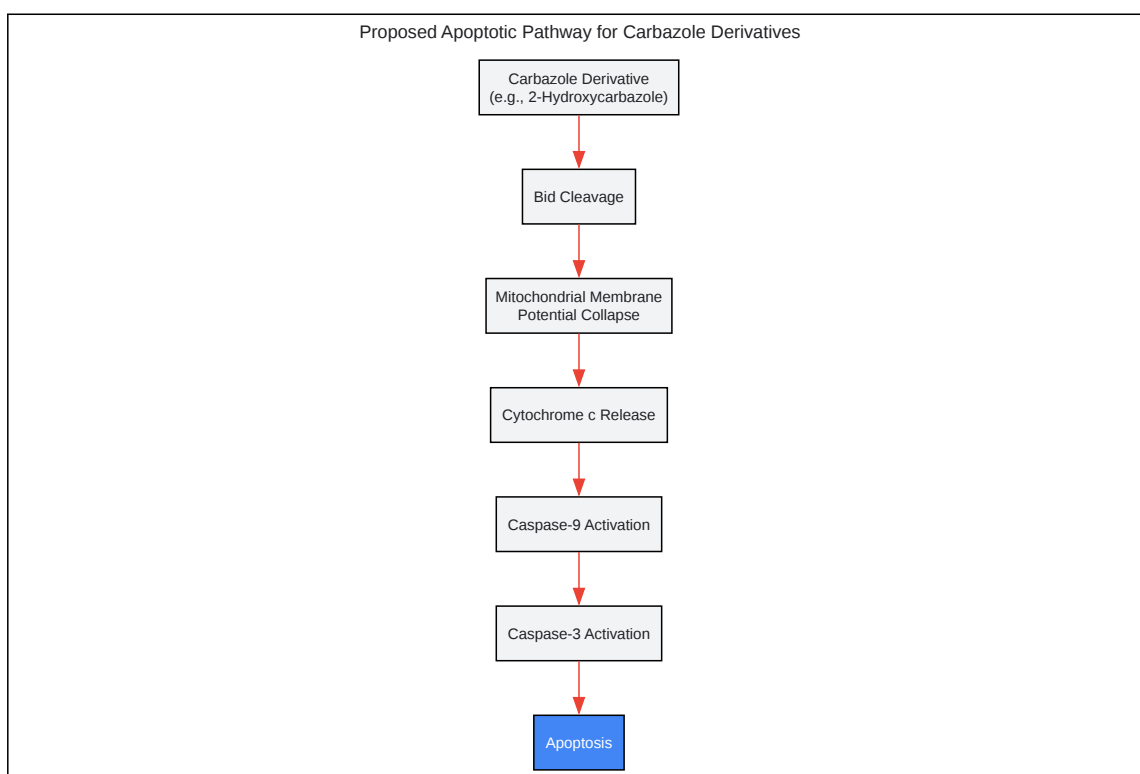 Proposed Apoptotic Pathway for Carbazole Derivatives
Carbazole Derivative
(e.g., 2-Hydroxycarbazole)
Bid Cleavage
Mitochondrial Membrane
Potential Collapse
Cytochrome c Release
Caspase-9 Activation
Caspase-3 Activation
Apoptosis